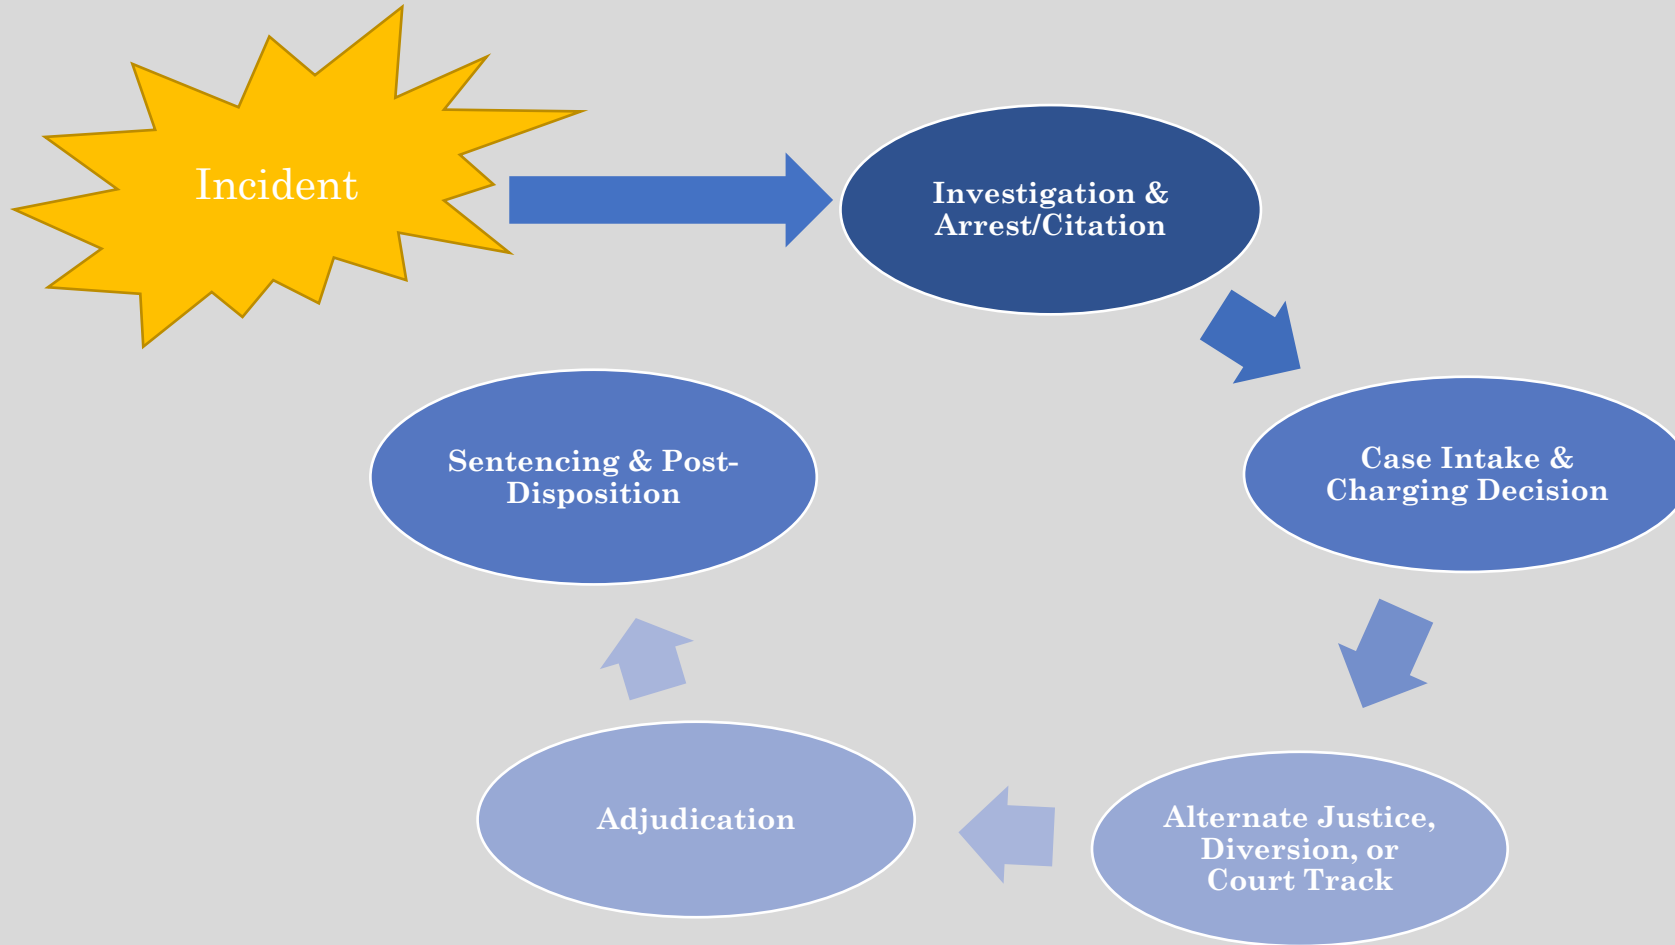 Incident
Investigation &
Arrest/Citation
Case Intake &
Charging Decision
Alternate Justice,
Diversion, or
Court Track
Adjudication
Sentencing & Post-
Disposition